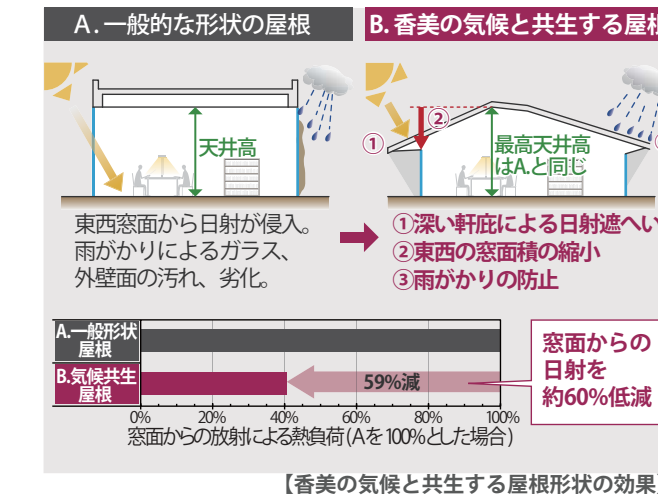 A.一般的な形状の屋根
B.香美の気候と共生する屋根
天井高
①
②
最高天井高
はA.と同じ
東西窓面から日射が侵入。
雨がかりによるガラス、
外壁面の汚れ、劣化。
①深い軒庇による日射遮へい
②東西の窓面積の縮小
③雨がかりの防止
A.一般形状
屋根
B.気候共生
屋根
59%減
0% 20% 40% 60% 80% 100%
窓面からの放射による熱負荷(Aを100%とした場合)
窓面からの
日射を
約60%低減
【香美の気候と共生する屋根形状の効果】